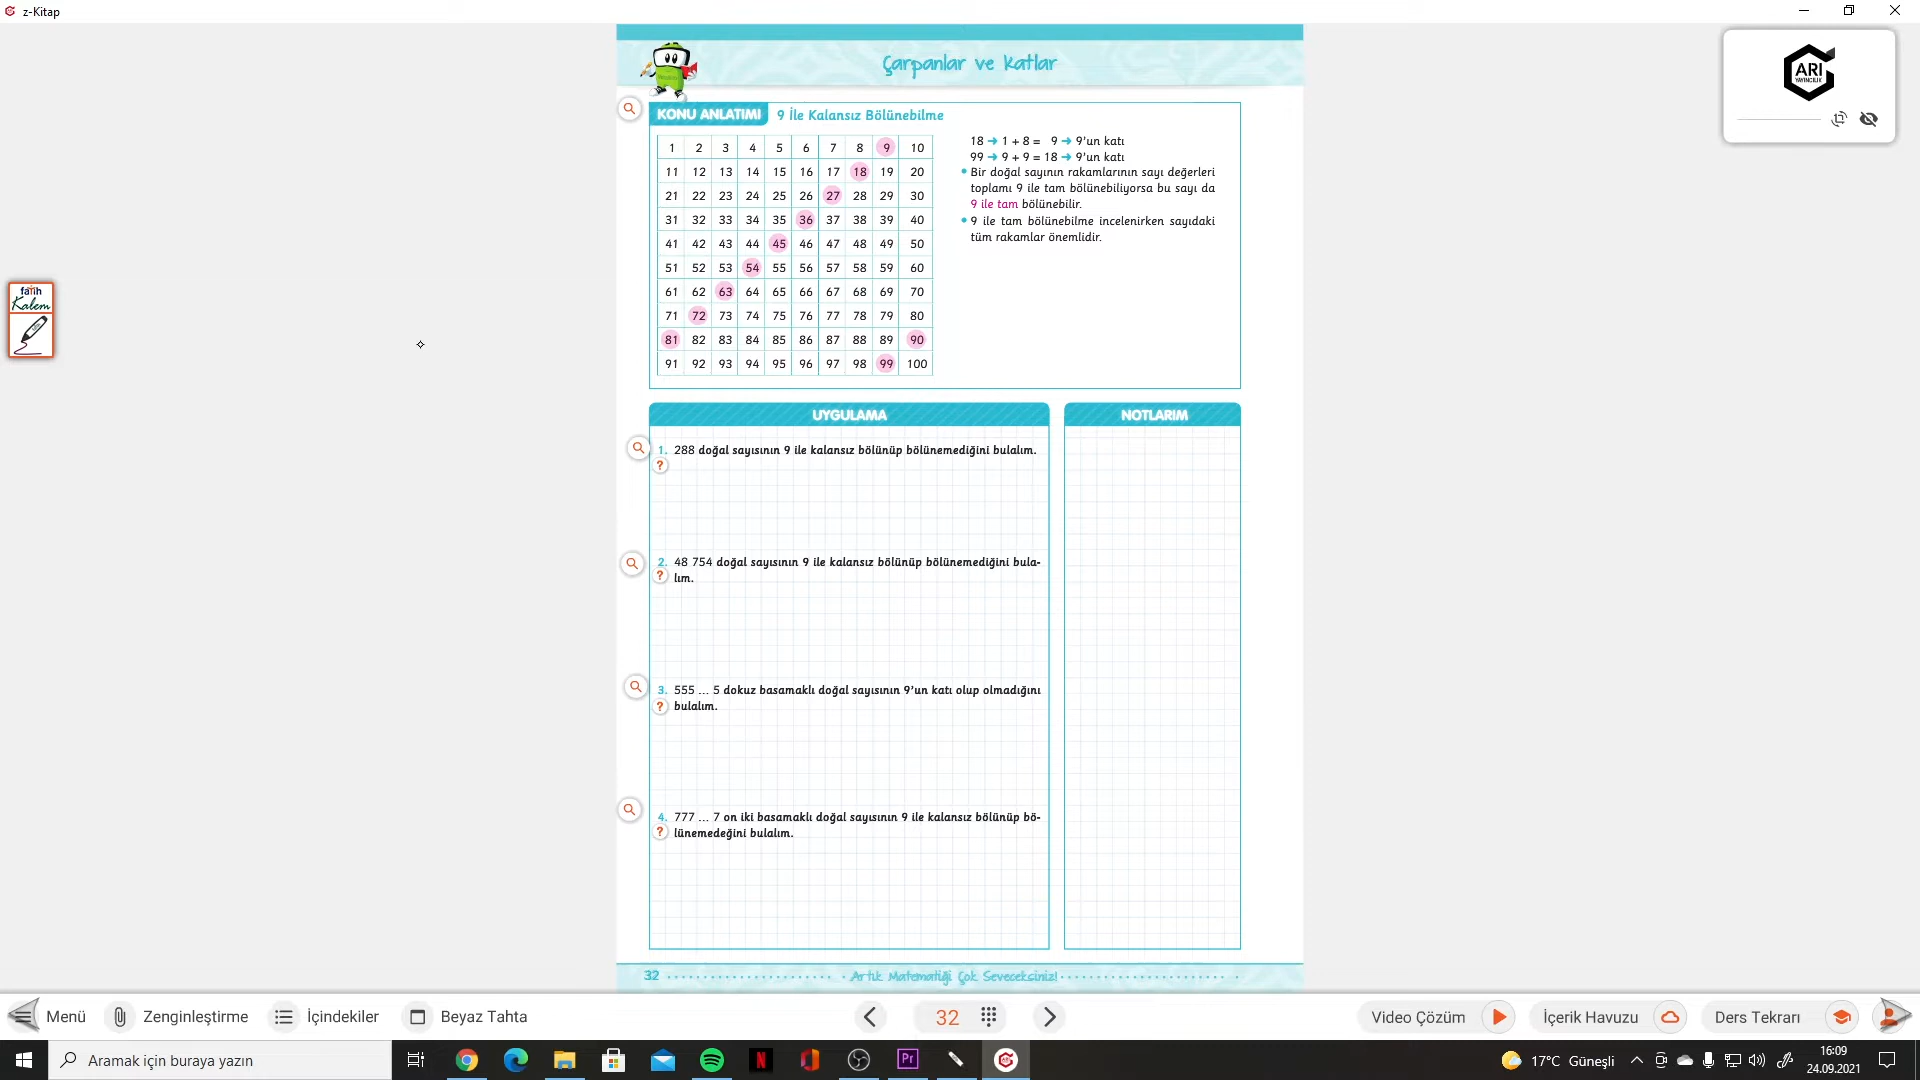 z-Kitap
Çarpanlar ve Katlar
ARI
YAYINCILIK
KONU ANLATIMI 9 İle Kalansız Bölünebilme
1 2 3 4 5 6 7 8 9 10
11 12 13 14 15 16 17 18 19 20
21 22 23 24 25 26 27 28 29 30
31 32 33 34 35 36 37 38 39 40
41 42 43 44 45 46 47 48 49 50
51 52 53 54 55 56 57 58 59 60
61 62 63 64 65 66 67 68 69 70
71 72 73 74 75 76 77 78 79 80
81 82 83 84 85 86 87 88 89 90
91 92 93 94 95 96 97 98 99 100
18 ➜ 1 + 8 = 9 ➜ 9'un katı
99 ➜ 9 + 9 = 18 ➜ 9'un katı
• Bir doğal sayının rakamlarının sayı değerleri
toplamı 9 ile tam bölünebiliyorsa bu sayı da
9 ile tam bölünebilir.
• 9 ile tam bölünebilme incelenirken sayıdaki
tüm rakamlar önemlidir.
fatih
Kalem
UYGULAMA
1. 288 doğal sayısının 9 ile kalansız bölünüp bölünemediğini bulalım.
?
2. 48 754 doğal sayısının 9 ile kalansız bölünüp bölünemediğini bula-
? lım.
3. 555 ... 5 dokuz basamaklı doğal sayısının 9'un katı olup olmadığını
? bulalım.
4. 777 ... 7 on iki basamaklı doğal sayısının 9 ile kalansız bölünüp bö-
? lünemedeğini bulalım.
NOTLARIM
32 Artık Matematiği Çok Seveceksiniz!
Menü Zenginleştirme İçindekiler Beyaz Tahta 32 Video Çözüm İçerik Havuzu Ders Tekrarı
Aramak için buraya yazın
N
Pr
17°C Güneşli
16:09
24.09.2021